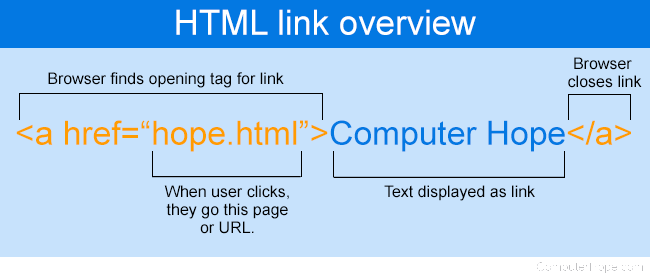 HTML link overview
Browser finds opening tag for link
Browser
closes link
<a href=“hope.html”>Computer Hope</a>
When user clicks,
they go this page
or URL.
Text displayed as link
ComputerHope.com